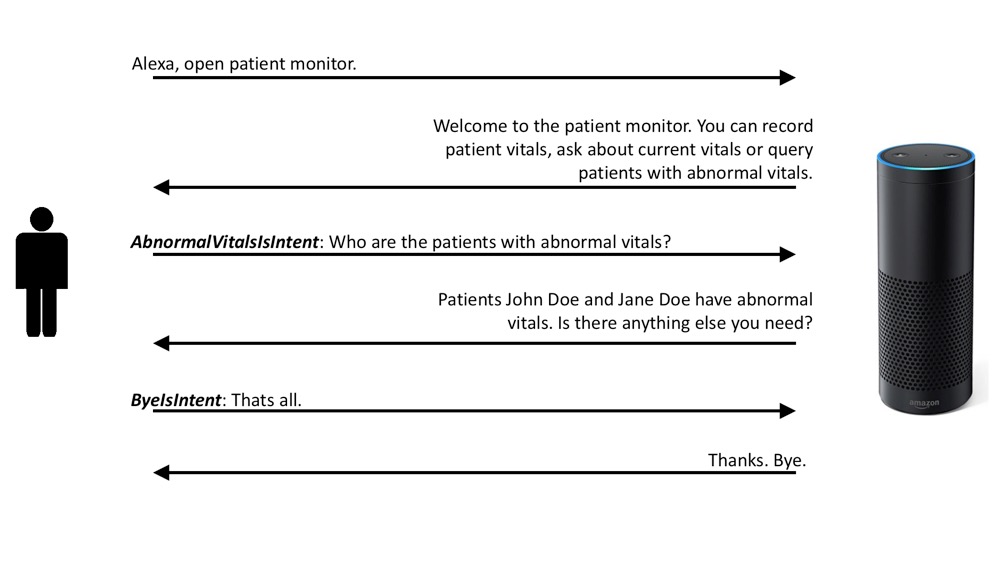 Alexa, open patient monitor.
Welcome to the patient monitor. You can record
patient vitals, ask about current vitals or query
patients with abnormal vitals.
AbnormalVitalsIsIntent: Who are the patients with abnormal vitals?
Patients John Doe and Jane Doe have abnormal
vitals. Is there anything else you need?
ByeIsIntent: Thats all.
Thanks. Bye.
amazon